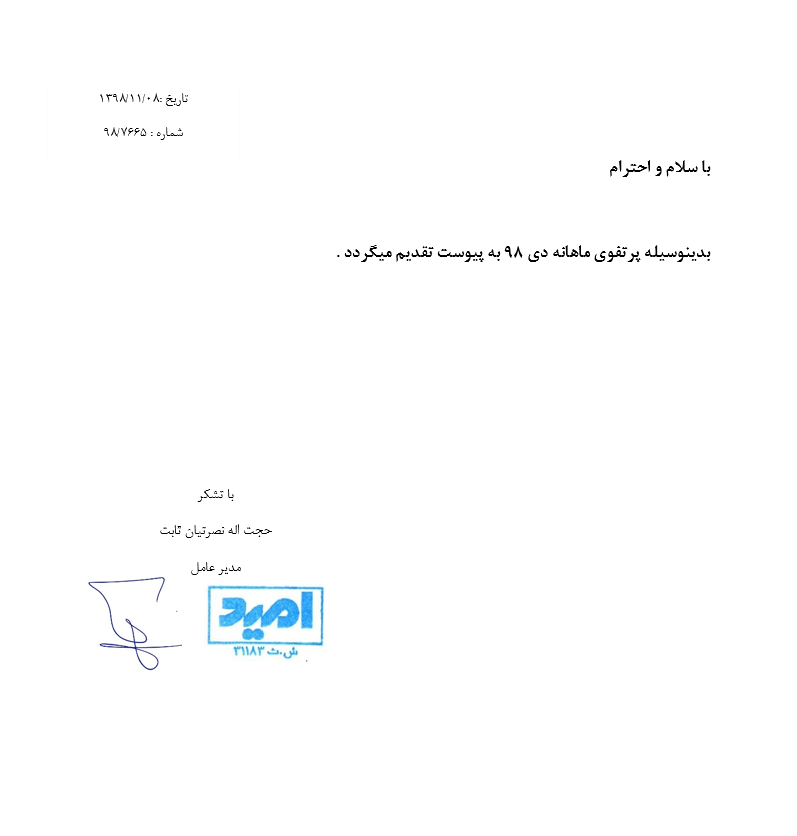 تاریخ :۱۳۹۸/۱۱/۰۸
شماره : ۹۸/۷۶۶۵
با سلام و احترام
بدینوسیله پرتفوی ماهانه دی ۹۸ به پیوست تقدیم میگردد .
با تشکر
حجت اله نصرتیان ثابت
مدیر عامل
امید
ش.ث ۳۱۱۸۳